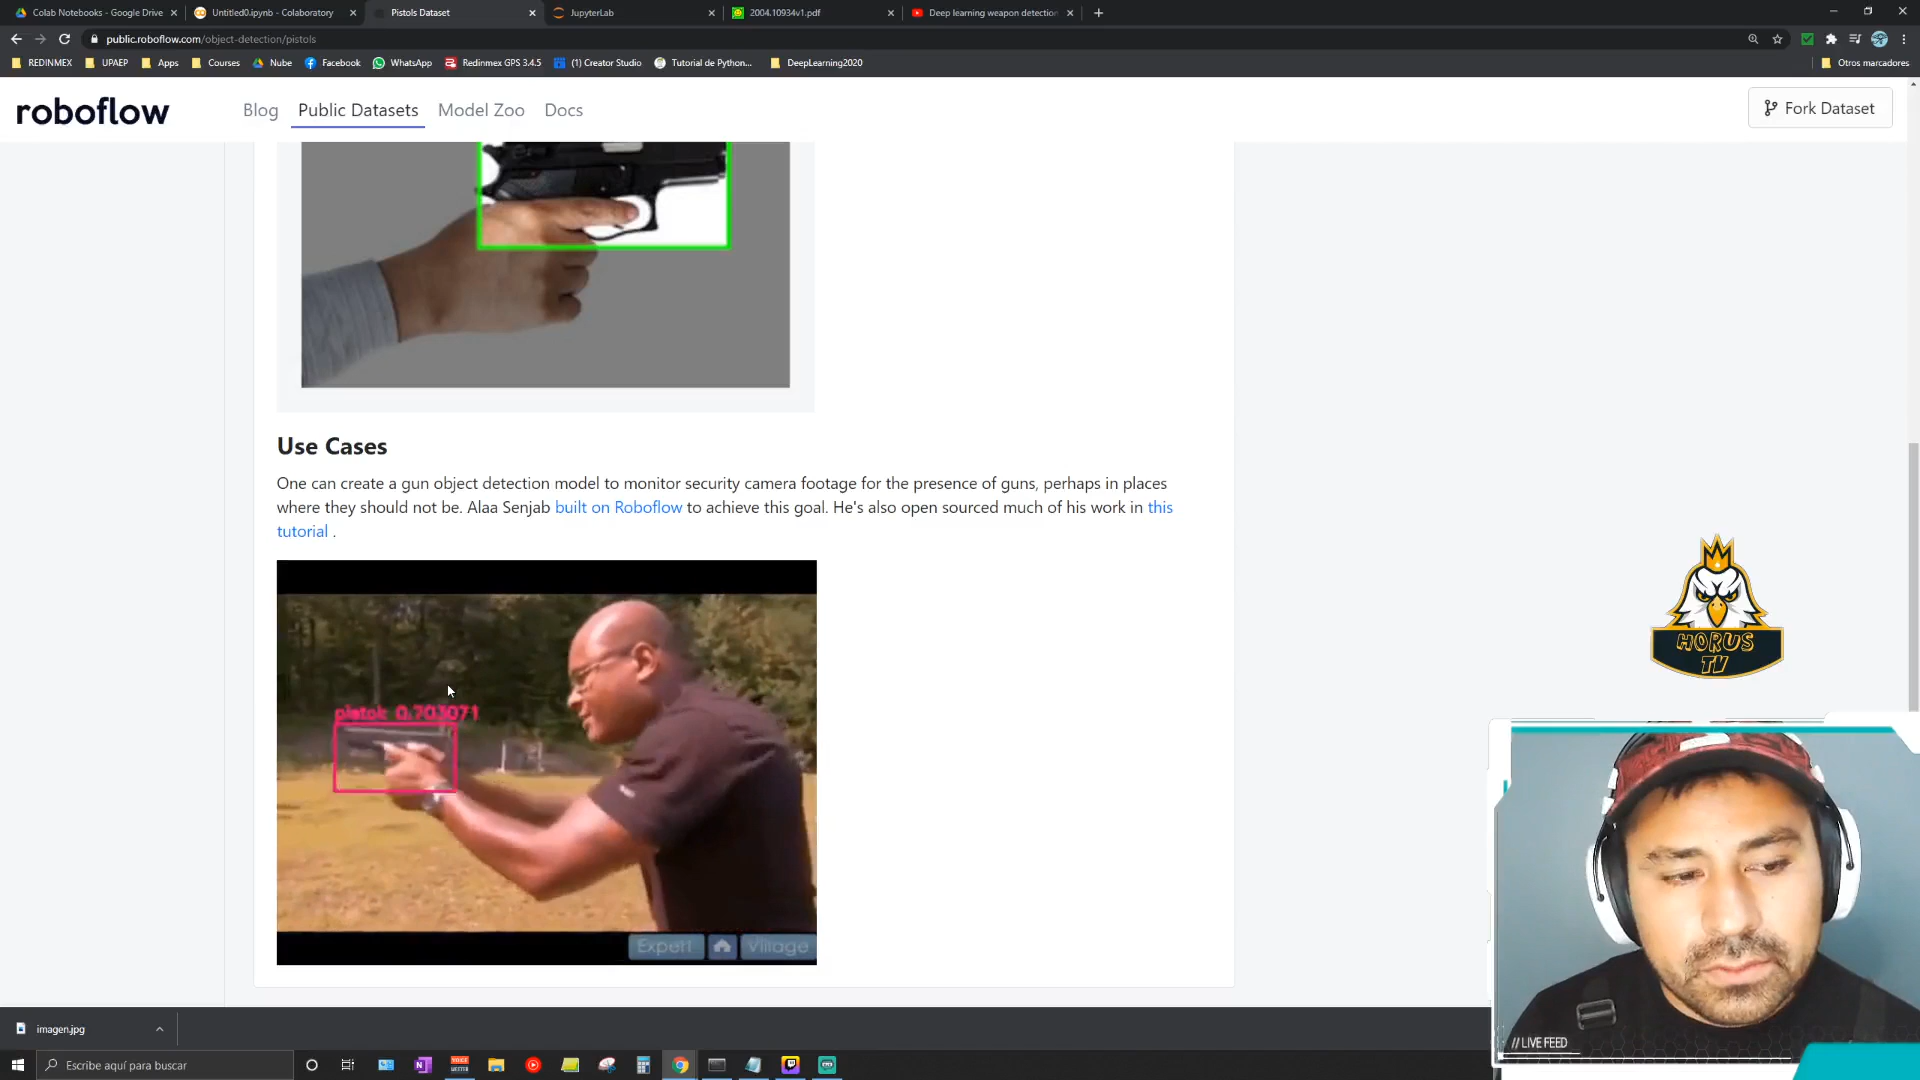 Colab Notebooks - Google Drive
Untitled0.ipynb - Colaboratory
Pistols Dataset
JupyterLab
2004.10934v1.pdf
Deep learning weapon detection
public.roboflow.com/object-detection/pistols
REDINMEX
UPAEP
Apps
Courses
Nube
Facebook
WhatsApp
Redinmex GPS 3.4.5
(1) Creator Studio
Tutorial de Python...
DeepLearning2020
Otros marcadores
roboflow
Blog
Public Datasets
Model Zoo
Docs
Fork Dataset
Use Cases
One can create a gun object detection model to monitor security camera footage for the presence of guns, perhaps in places
where they should not be. Alaa Senjab built on Roboflow to achieve this goal. He's also open sourced much of his work in this
tutorial .
pistol: 0.703071
Expert Village
HORUS
TV
// LIVE FEED
imagen.jpg
Escribe aquí para buscar